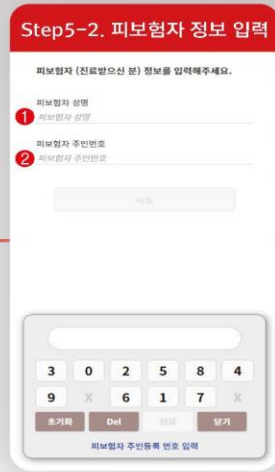 Step5-2. 피보험자 정보 입력
피보험자 (진료받으신 분) 정보를 입력해주세요.
피보험자 성명
1 피보험자 성명
피보험자 주민번호
2 피보험자 주민번호
다음
3 0 2 5 8 4
9 X 6 1 7 X
초기화 Del 완료 닫기
피보험자 주민등록 번호 입력